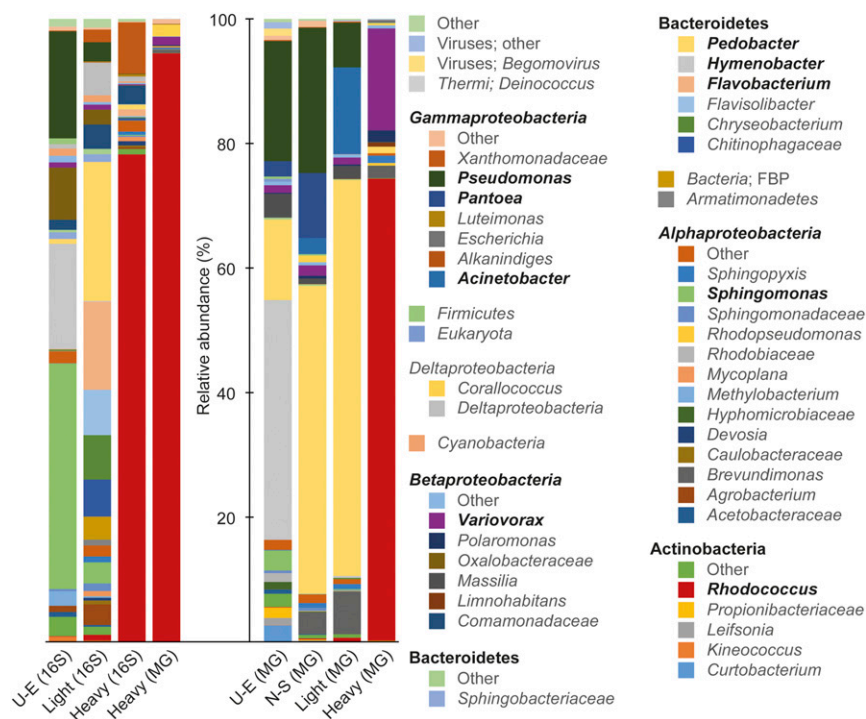 Relative abundance (%)
100
80
60
40
20
U-E (16S)
Light (16S)
Heavy (16S)
Heavy (MG)
U-E (MG)
N-S (MG)
Light (MG)
Heavy (MG)
Other
Viruses; other
Viruses; Begomovirus
Thermi; Deinococcus
Gammaproteobacteria
Other
Xanthomonadaceae
Pseudomonas
Pantoea
Luteimonas
Escherichia
Alkanindiges
Acinetobacter
Firmicutes
Eukaryota
Deltaproteobacteria
Corallococcus
Deltaproteobacteria
Cyanobacteria
Betaproteobacteria
Other
Variovorax
Polaromonas
Oxalobacteraceae
Massilia
Limnohabitans
Comamonadaceae
Bacteroidetes
Other
Sphingobacteriaceae
Bacteroidetes
Pedobacter
Hymenobacter
Flavobacterium
Flavisolibacter
Chryseobacterium
Chitinophagaceae
Bacteria; FBP
Armatimonadetes
Alphaproteobacteria
Other
Sphingopyxis
Sphingomonas
Sphingomonadaceae
Rhodopseudomonas
Rhodobiaceae
Mycoplana
Methylobacterium
Hyphomicrobiaceae
Devosia
Caulobacteraceae
Brevundimonas
Agrobacterium
Acetobacteraceae
Actinobacteria
Other
Rhodococcus
Propionibacteriaceae
Leifsonia
Kineococcus
Curtobacterium